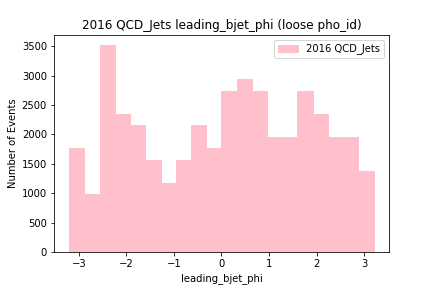 2016 QCD_Jets leading_bjet_phi (loose pho_id)
2016 QCD_Jets
Number of Events
3500
3000
2500
2000
1500
1000
500
0
−3 −2 −1 0 1 2 3
leading_bjet_phi